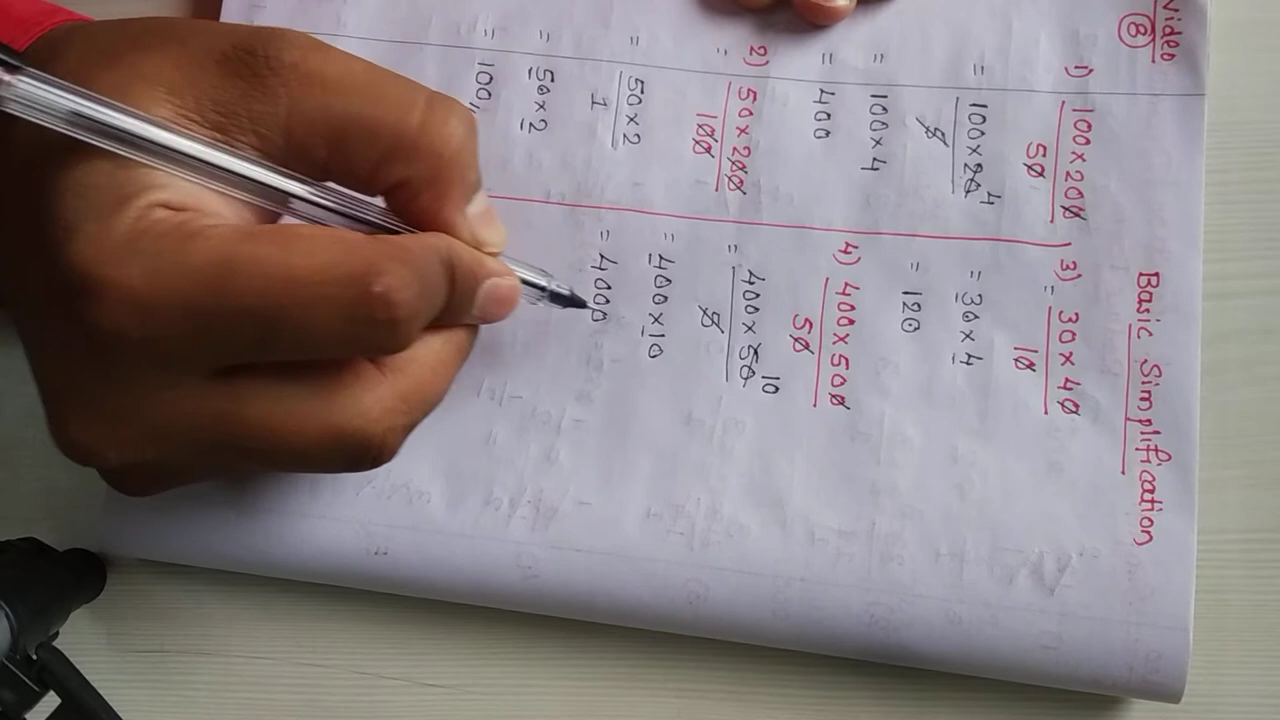 Video
8
Basic Simplification
1) 100 × 200
50
= 100 × 20 4
5
= 100 × 4
= 400
2) 50 × 200
= 100
= 50 × 2
1
= 50 × 2
= 100,,
3) = 30 × 40
10
= 30 × 4
= 120
4) 400 × 500
50
= 400 × 50 10
5
= 400 × 10
= 4000